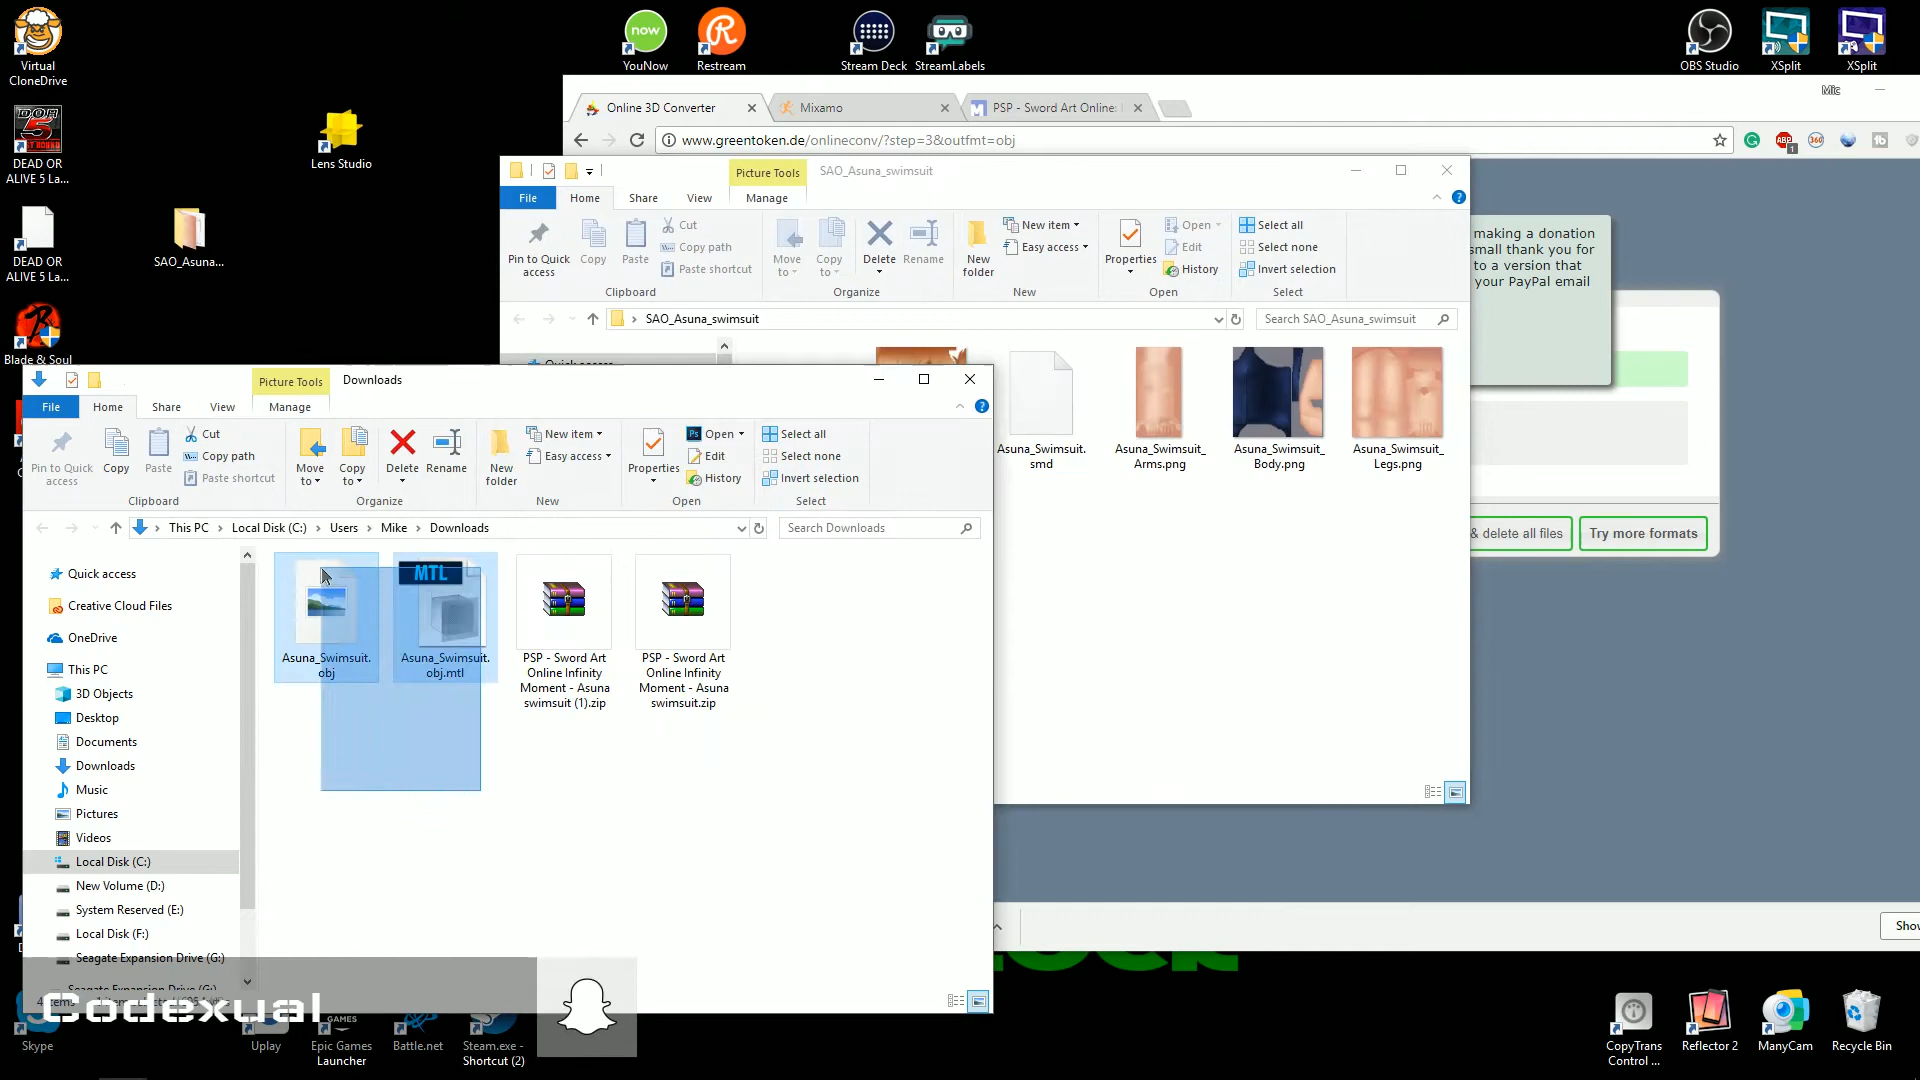 Virtual
CloneDrive
DEAD OR
ALIVE 5 La...
DEAD OR
ALIVE 5 La...
Blade & Soul
Lens Studio
SAO_Asuna...
now
YouNow
Restream
Stream Deck
StreamLabels
OBS Studio
XSplit
XSplit
Online 3D Converter
Mixamo
PSP - Sword Art Online:
Mic
www.greentoken.de/onlineconv/?step=3&outfmt=obj
making a donation
small thank you for
to a version that
your PayPal email
& delete all files
Try more formats
Picture Tools
SAO_Asuna_swimsuit
File
Home
Share
View
Manage
Pin to Quick
access
Copy
Paste
Cut
Copy path
Paste shortcut
Clipboard
Move
to
Copy
to
Delete
Rename
Organize
New
folder
New item
Easy access
New
Properties
Open
Edit
History
Open
Select all
Select none
Invert selection
Select
SAO_Asuna_swimsuit
Search SAO_Asuna_swimsuit
Quick access
Asuna_Swimsuit.
smd
Asuna_Swimsuit_
Arms.png
Asuna_Swimsuit_
Body.png
Asuna_Swimsuit_
Legs.png
Picture Tools
Downloads
File
Home
Share
View
Manage
Pin to Quick
access
Copy
Paste
Cut
Copy path
Paste shortcut
Clipboard
Move
to
Copy
to
Delete
Rename
Organize
New
folder
New item
Easy access
New
Properties
Open
Edit
History
Open
Select all
Select none
Invert selection
Select
This PC
Local Disk (C:)
Users
Mike
Downloads
Search Downloads
Quick access
Creative Cloud Files
OneDrive
This PC
3D Objects
Desktop
Documents
Downloads
Music
Pictures
Videos
Local Disk (C:)
New Volume (D:)
System Reserved (E:)
Local Disk (F:)
Seagate Expansion Drive (G:)
Seagate Expansion Drive (G:)
Asuna_Swimsuit.
obj
MTL
Asuna_Swimsuit.
obj.mtl
PSP - Sword Art
Online Infinity
Moment - Asuna
swimsuit (1).zip
PSP - Sword Art
Online Infinity
Moment - Asuna
swimsuit.zip
Codexual
Skype
Uplay
GAMES
Epic Games
Launcher
Battle.net
Steam.exe -
Shortcut (2)
CopyTrans
Control ...
Reflector 2
ManyCam
Recycle Bin